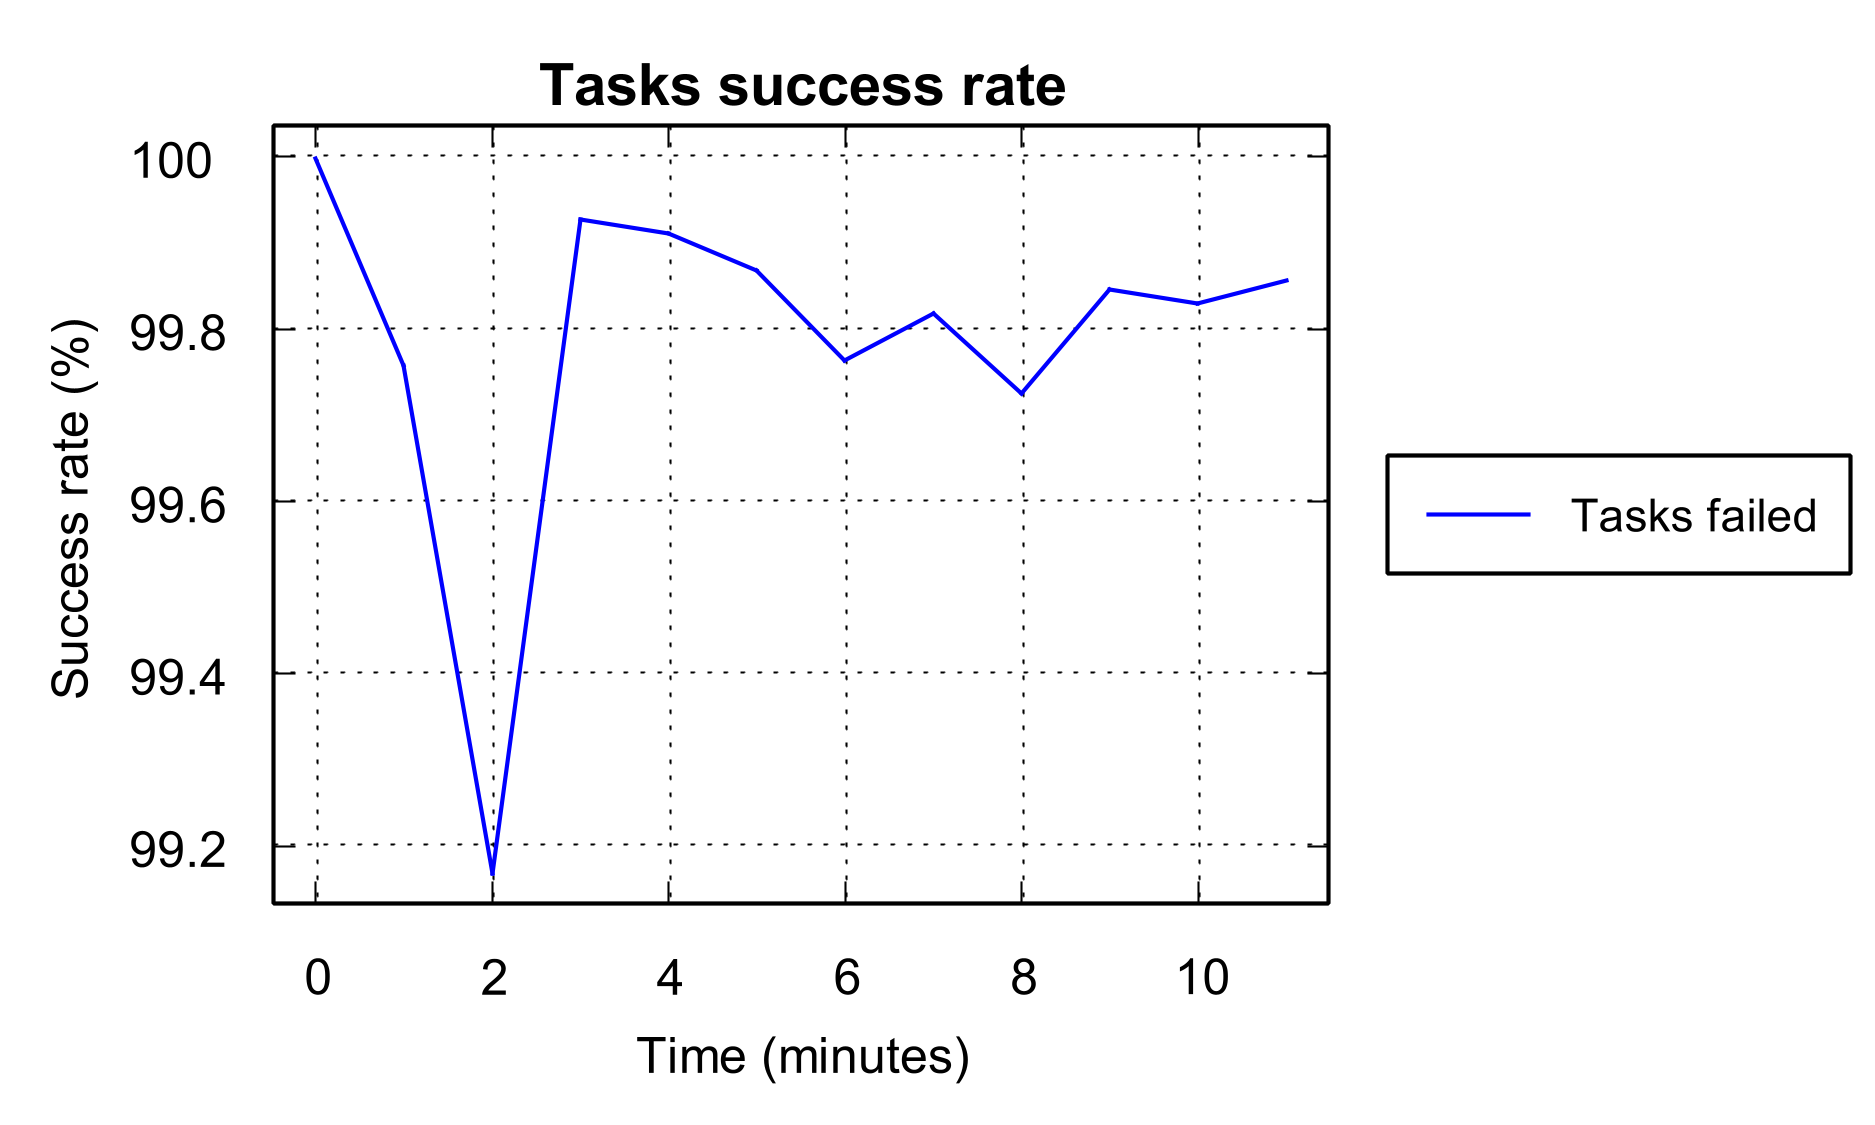 Tasks success rate
100
99.8
99.6
99.4
99.2
Success rate (%)
Tasks failed
0 2 4 6 8 10
Time (minutes)